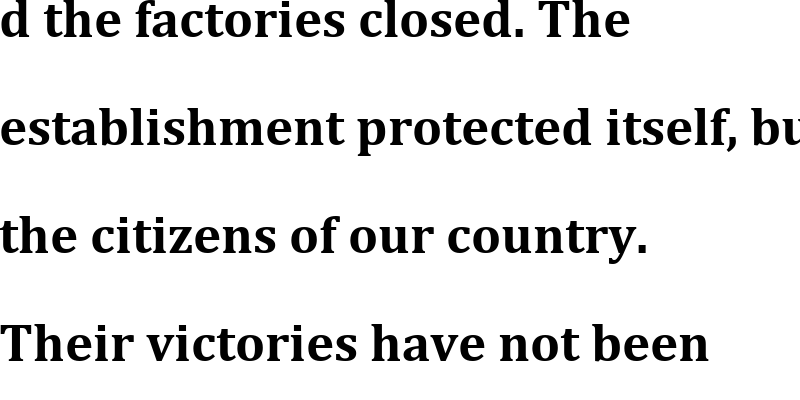 d the factories closed. The
establishment protected itself, bu
the citizens of our country.
Their victories have not been